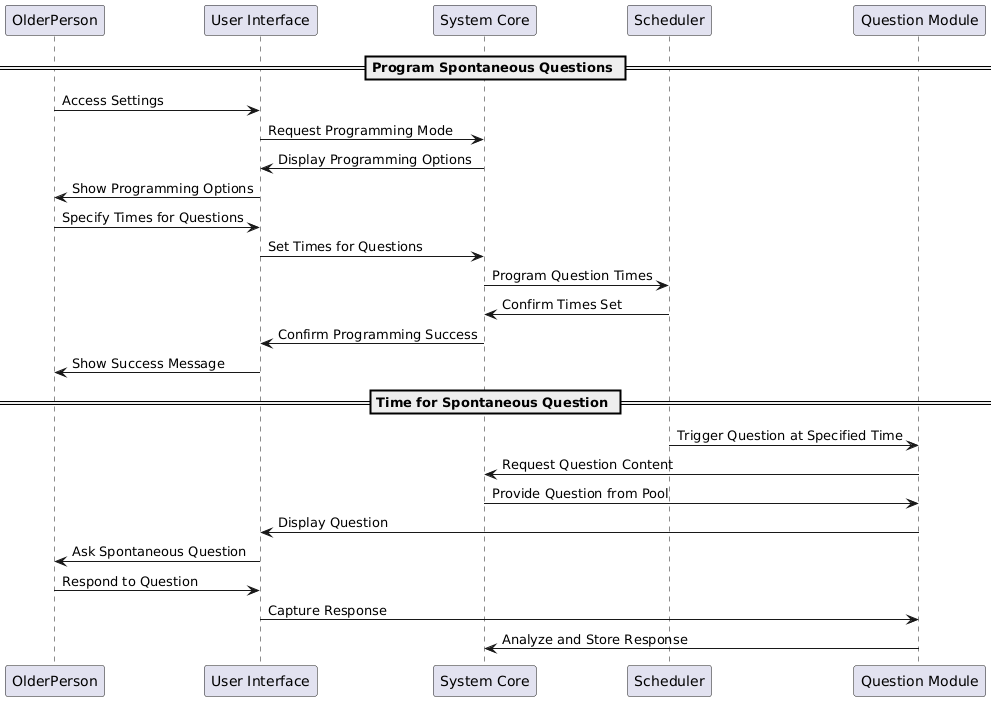 OlderPerson User Interface System Core Scheduler Question Module
Program Spontaneous Questions
Access Settings
Request Programming Mode
Display Programming Options
Show Programming Options
Specify Times for Questions
Set Times for Questions
Program Question Times
Confirm Times Set
Confirm Programming Success
Show Success Message
Time for Spontaneous Question
Trigger Question at Specified Time
Request Question Content
Provide Question from Pool
Display Question
Ask Spontaneous Question
Respond to Question
Capture Response
Analyze and Store Response
OlderPerson User Interface System Core Scheduler Question Module